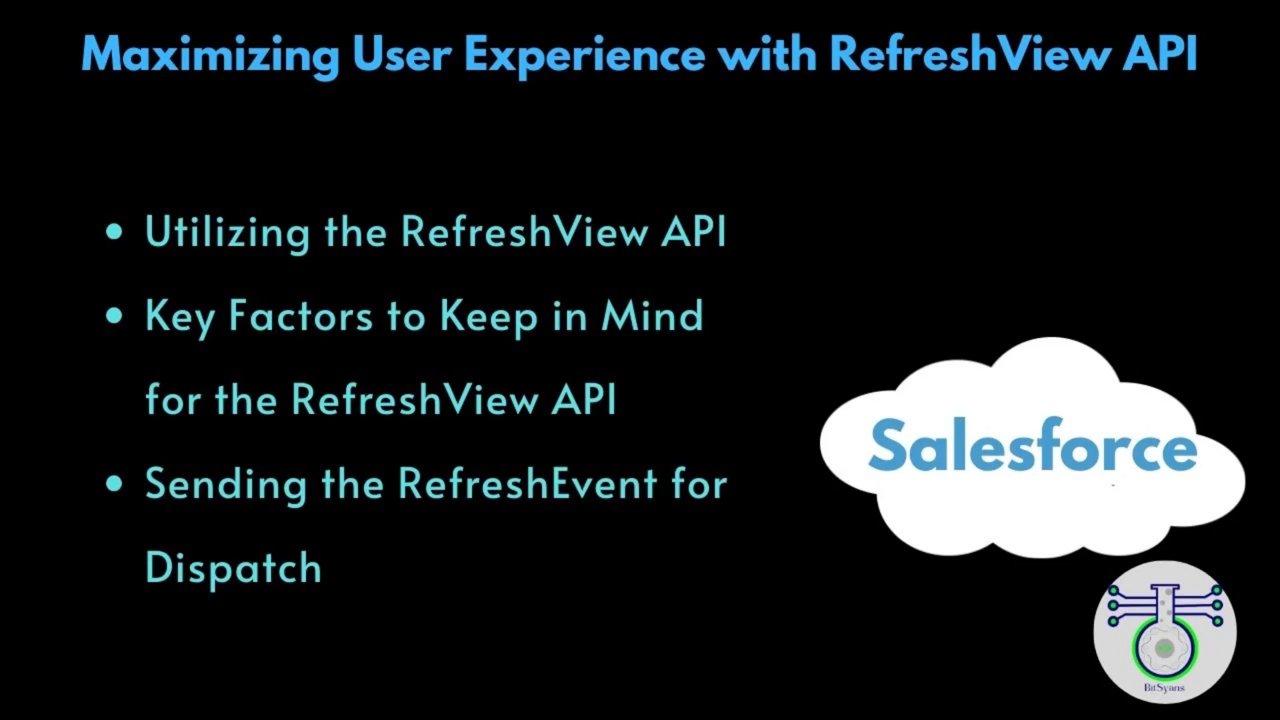 Maximizing User Experience with RefreshView API
• Utilizing the RefreshView API
• Key Factors to Keep in Mind
for the RefreshView API
• Sending the RefreshEvent for
Dispatch
Salesforce
BitSyans